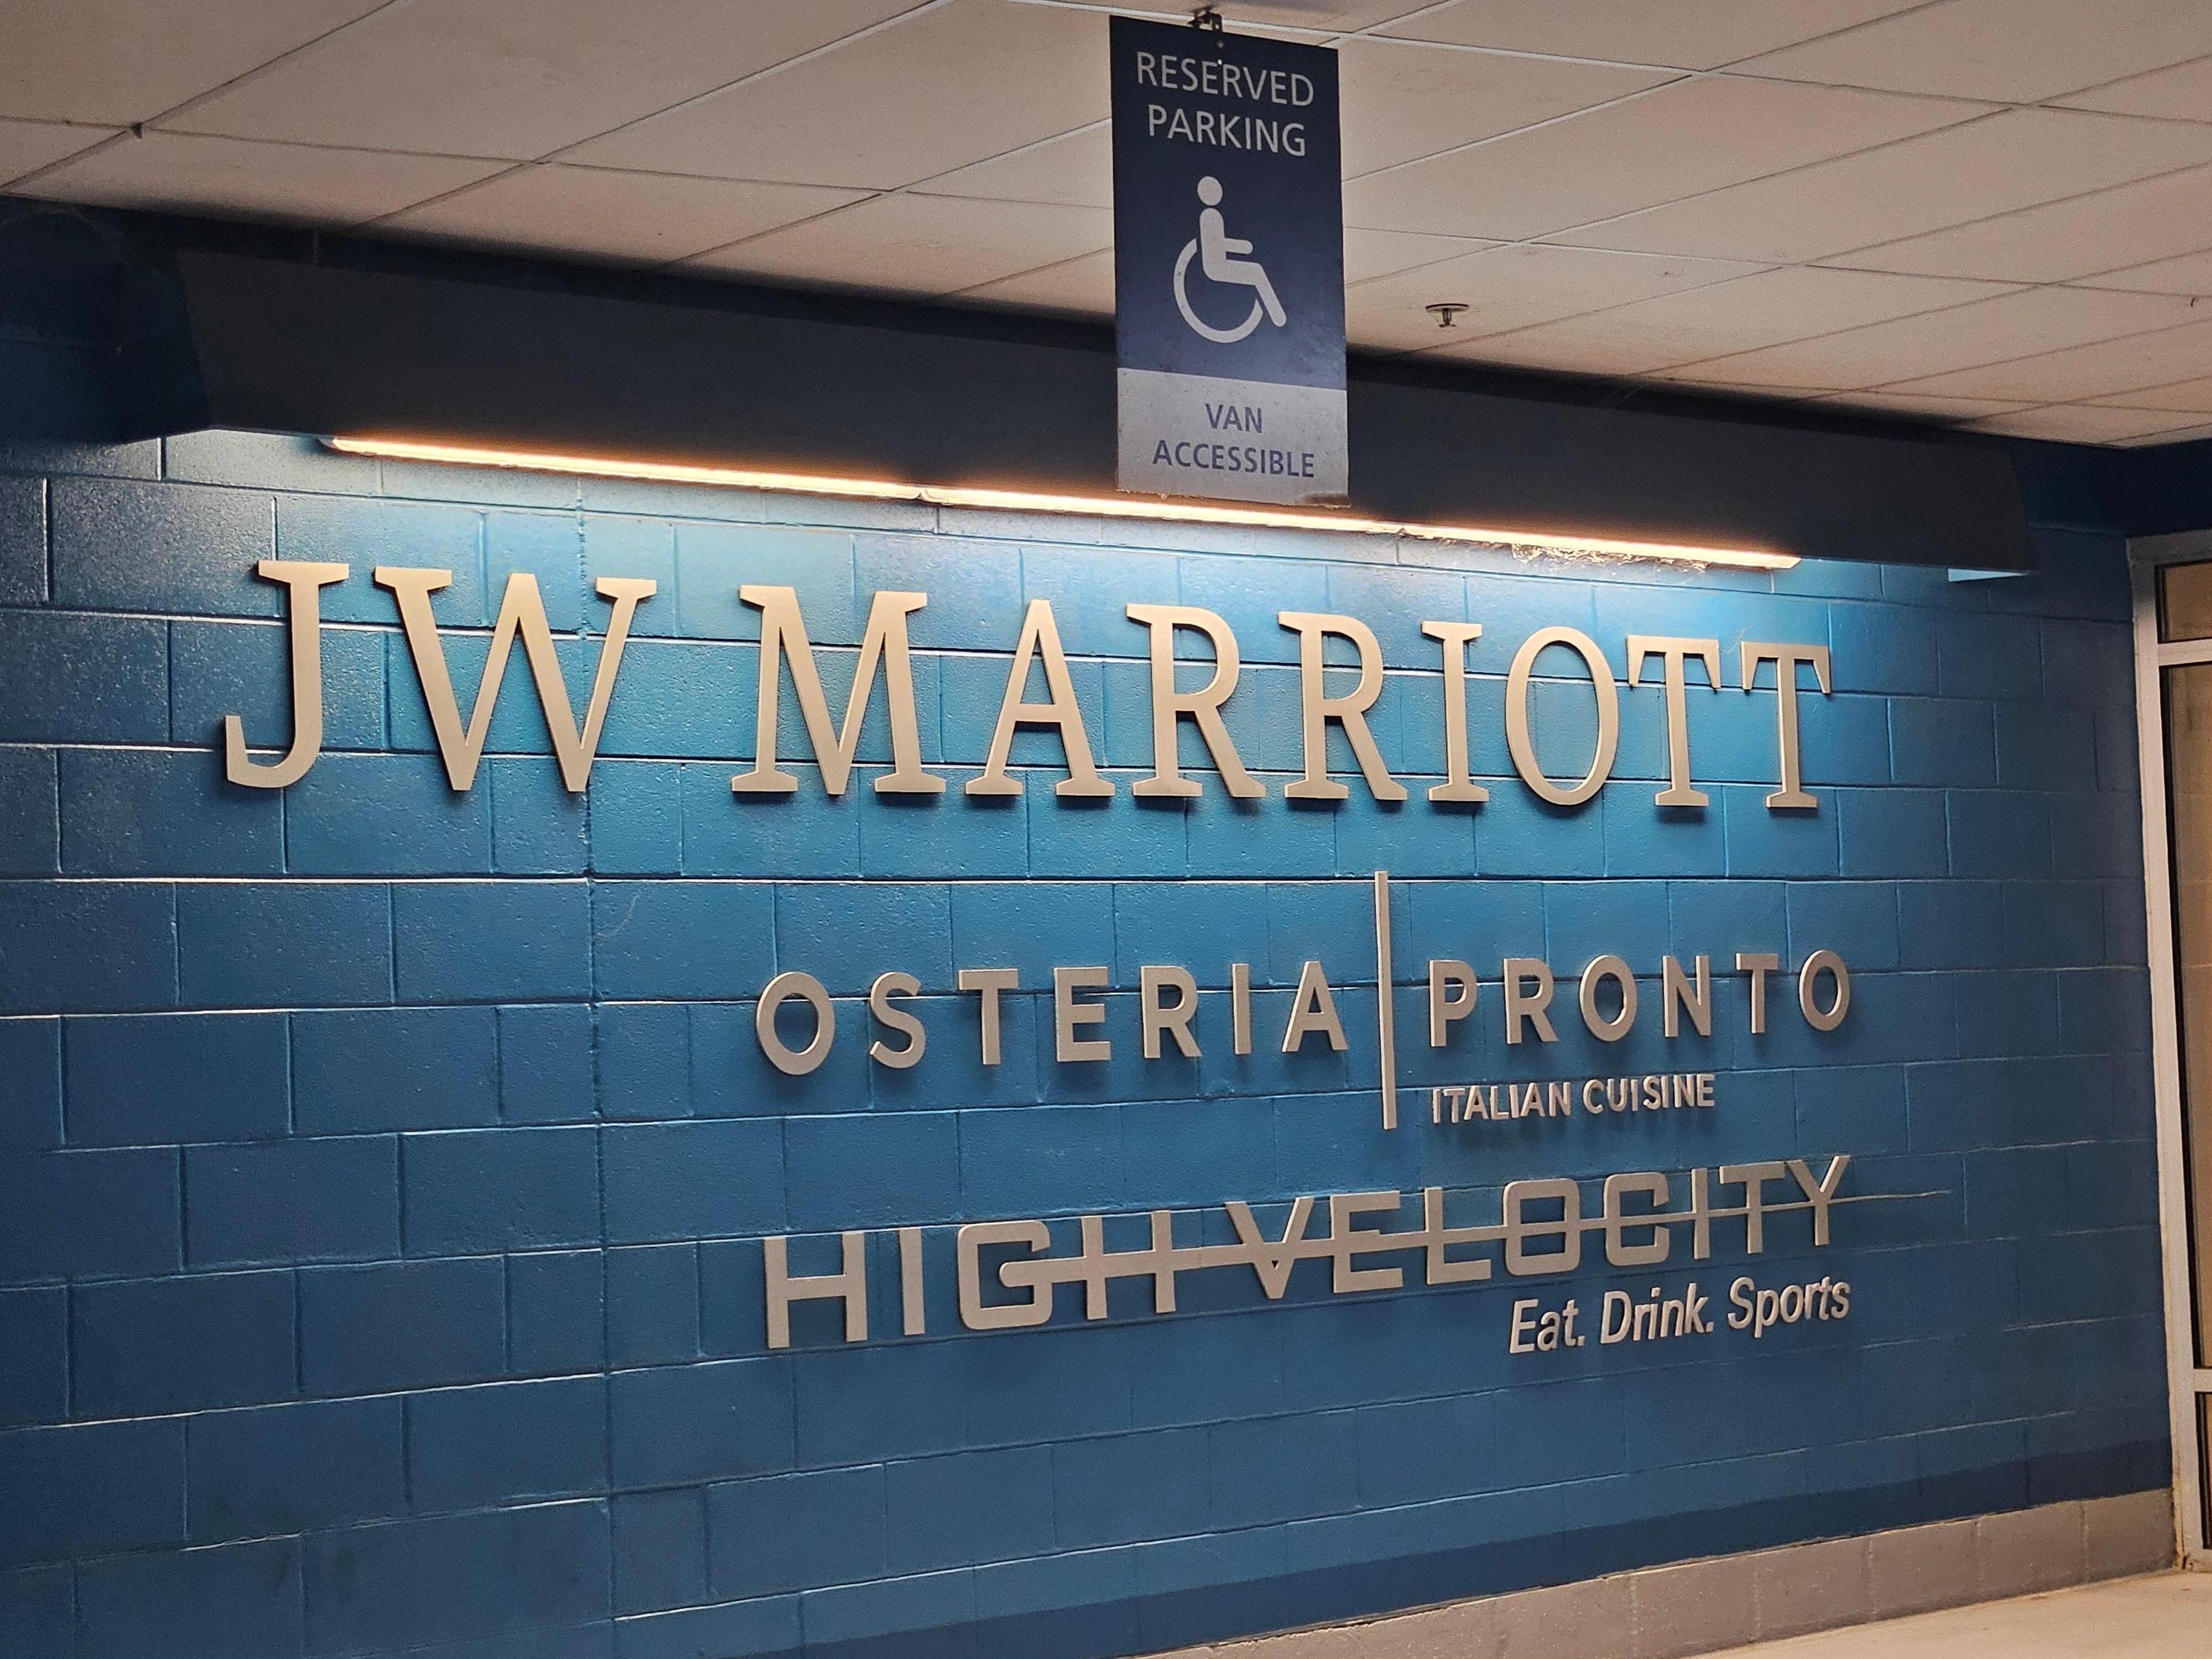 RESERVED
PARKING
VAN
ACCESSIBLE
JW MARRIOTT
OSTERIA | PRONTO
ITALIAN CUISINE
HIGH VELOCITY
Eat. Drink. Sports